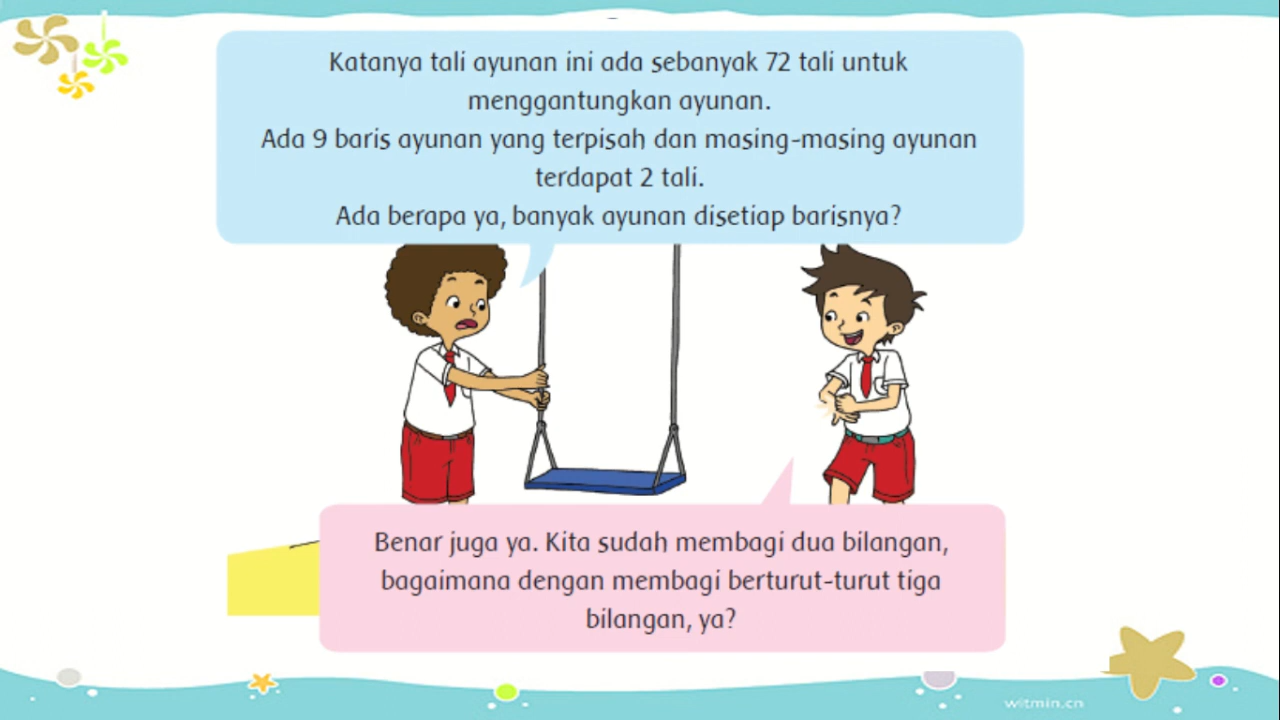 Katanya tali ayunan ini ada sebanyak 72 tali untuk
menggantungkan ayunan.
Ada 9 baris ayunan yang terpisah dan masing-masing ayunan
terdapat 2 tali.
Ada berapa ya, banyak ayunan disetiap barisnya?
Benar juga ya. Kita sudah membagi dua bilangan,
bagaimana dengan membagi berturut-turut tiga
bilangan, ya?
witmin.cn